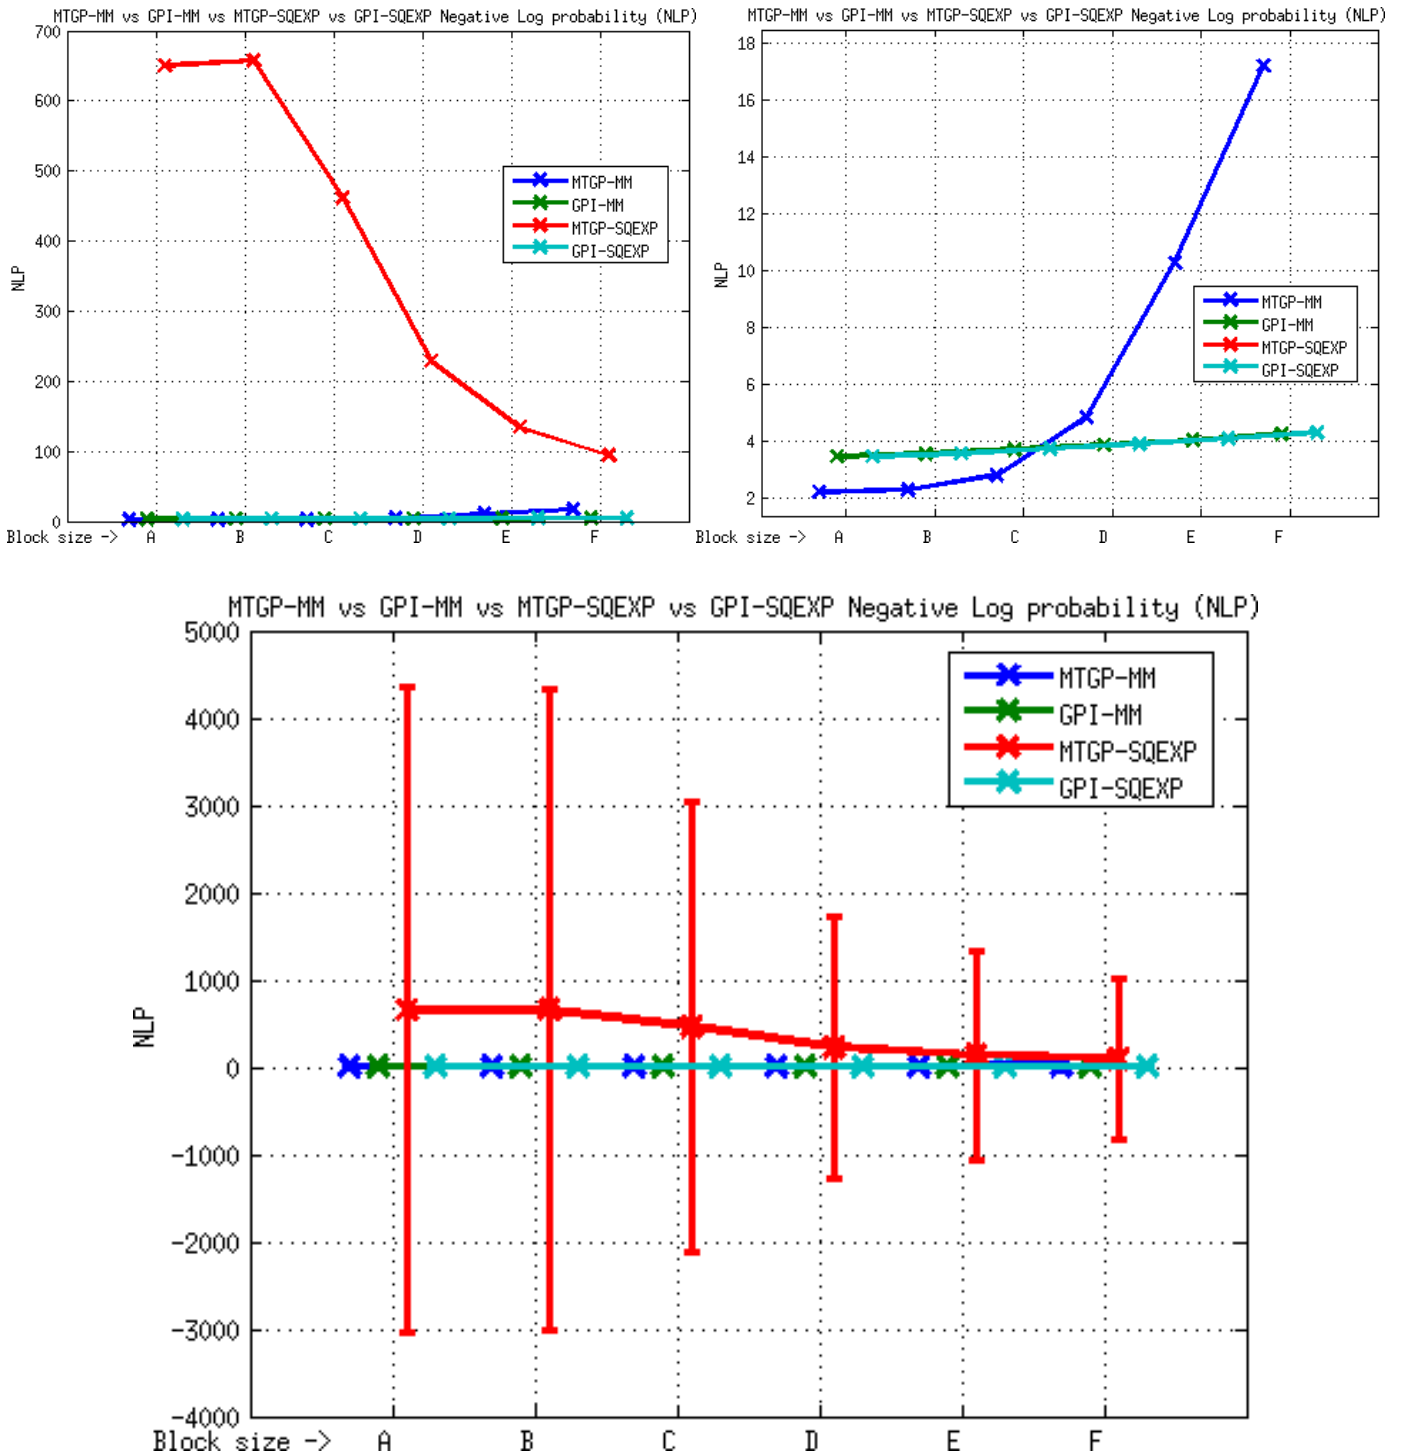 MTGP-MM vs GPI-MM vs MTGP-SQEXP vs GPI-SQEXP Negative Log probability (NLP)
700
600
500
400
300
200
100
0
NLP
MTGP-MM
GPI-MM
MTGP-SQEXP
GPI-SQEXP
Block size -> A B C D E F
MTGP-MM vs GPI-MM vs MTGP-SQEXP vs GPI-SQEXP Negative Log probability (NLP)
18
16
14
12
10
8
6
4
2
NLP
MTGP-MM
GPI-MM
MTGP-SQEXP
GPI-SQEXP
Block size -> A B C D E F
MTGP-MM vs GPI-MM vs MTGP-SQEXP vs GPI-SQEXP Negative Log probability (NLP)
5000
4000
3000
2000
1000
0
-1000
-2000
-3000
-4000
NLP
MTGP-MM
GPI-MM
MTGP-SQEXP
GPI-SQEXP
Block size -> A B C D E F